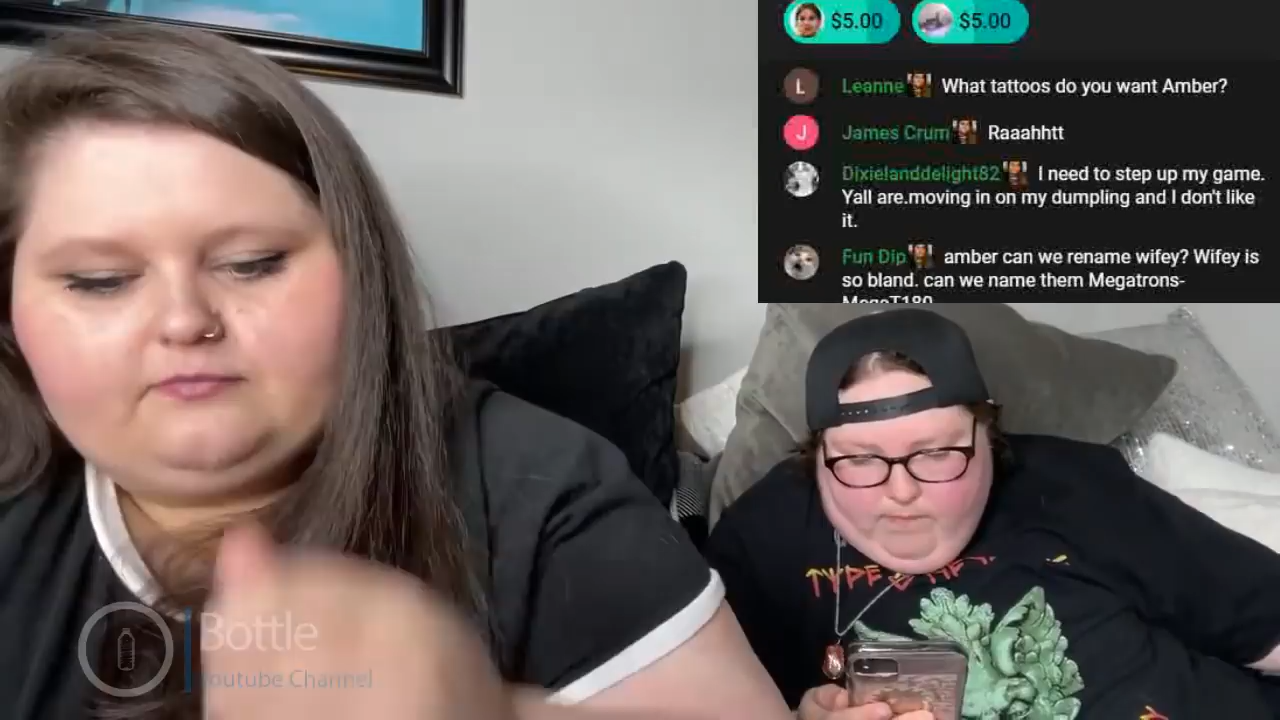 $5.00 $5.00
L Leanne What tattoos do you want Amber?
J James Crum Raaahhtt
Dixielanddelight82 I need to step up my game.
Yall are.moving in on my dumpling and I don't like
it.
Fun Dip amber can we rename wifey? Wifey is
so bland. can we name them Megatrons-
MegaT180
TYPE
Bottle
Youtube Channel